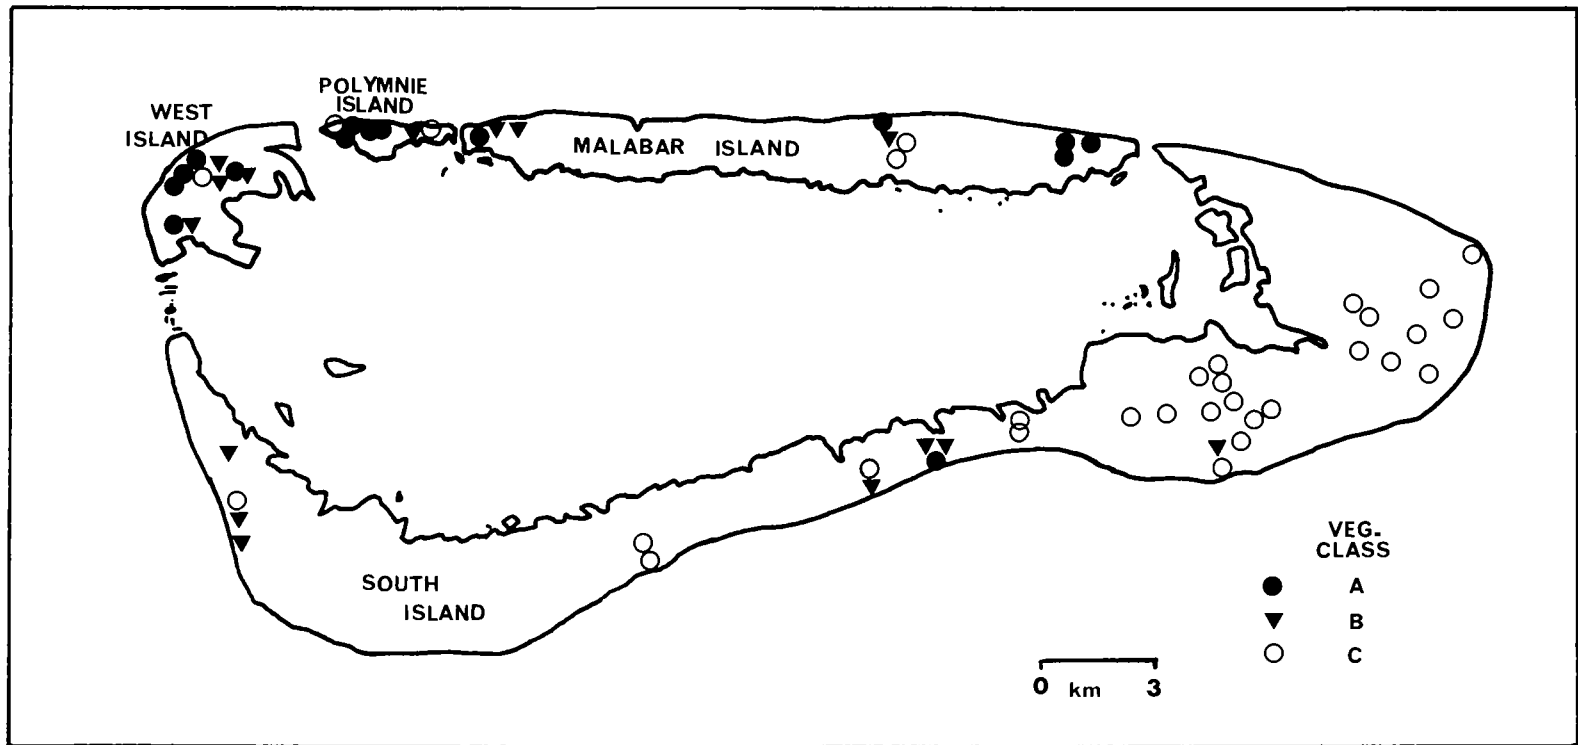 POLYMNIE
ISLAND
WEST
ISLAND
MALABAR ISLAND
SOUTH
ISLAND
VEG-
CLASS
A
B
C
0 km 3